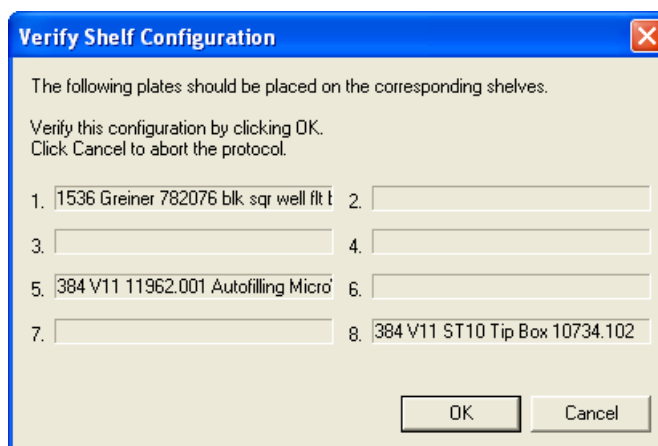 Verify Shelf Configuration
The following plates should be placed on the corresponding shelves.
Verify this configuration by clicking OK.
Click Cancel to abort the protocol.
1. 1536 Greiner 782076 blk sqr well flt 2.
3. 4.
5. 384 V11 11962.001 Autofilling Micro 6.
7. 8. 384 V11 ST10 Tip Box 10734.102
OK Cancel